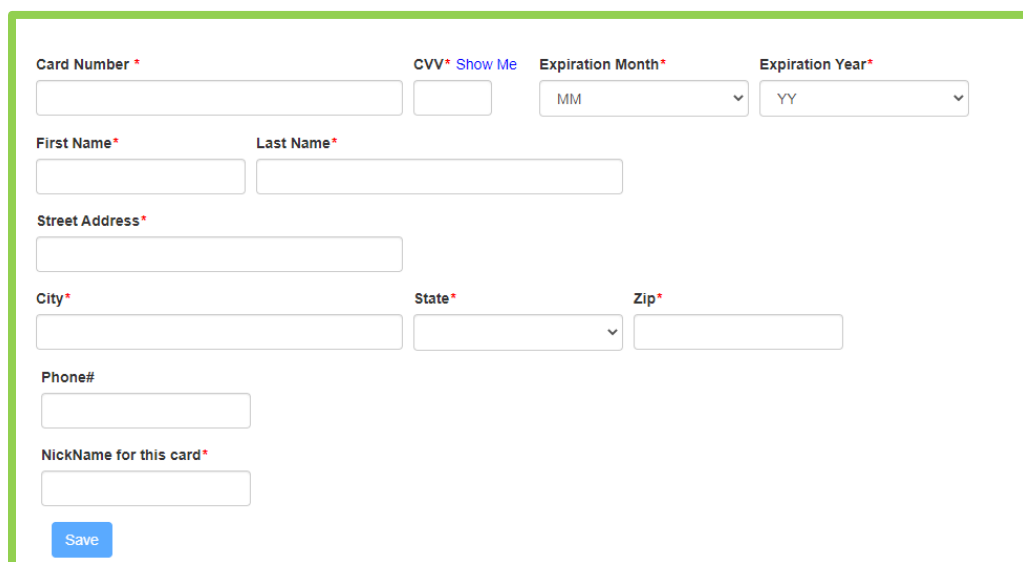 Card Number * CVV* Show Me Expiration Month* Expiration Year*
MM YY
First Name* Last Name*
Street Address*
City* State* Zip*
Phone#
NickName for this card*
Save